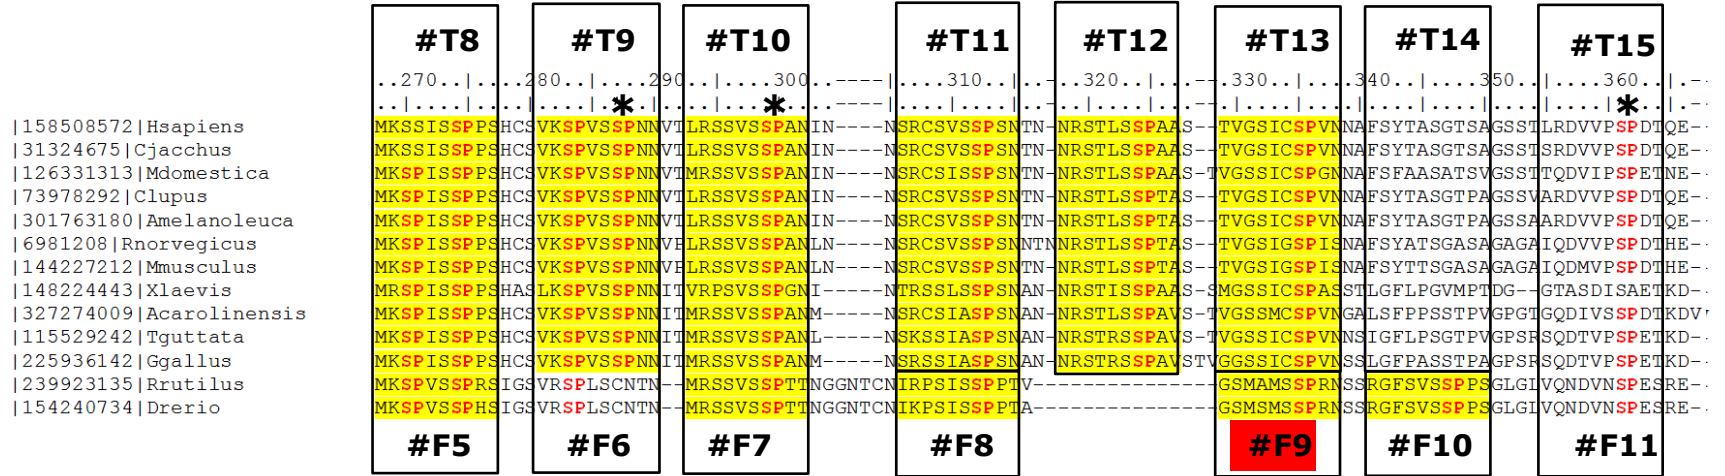 #T8 #T9 #T10 #T11 #T12 #T13 #T14 #T15
..270..|....280..|....290..|....300..----..|....310..|..-..320..|....--.330..|....340..|....350..|....360..|.-
..|....|....|..*.|....|..*.|..----..|....|....|..-..|....|....--.|....|....|....|....|....|..*.|.-
|158508572|Hsapiens MKSSISSPPSHCSVKSPVSSPNNVTLRSSVSSPANIN----NSRCSVSSPSNTN-NRSTLSSPAAS--TVGSICSPVNNAFSYTASGTSAGSSTLRDVVPSPDTQE-
|31324675|Cjacchus MKSSISSPPSHCSVKSPVSSPNNVTLRSSVSSPANIN----NSRCSVSSPSNTN-NRSTLSSPAAS--TVGSICSPVNNAFSYTASGTSAGSSTSRDVVPSPDTQE-
|126331313|Mdomestica MKSPISSPPSHCSVKSPVSSPNNVTMRSSVSSPANIN----NSRCSISSPSNTN-NRSTLSSPAAS-TVGSSICSPGNNAFSFAASATSVGSSTTQDVIPSPETNE-
|73978292|Clupus MKSPISSPPSHCSVKSPVSSPNNVTLRSSVSSPANIN----NSRCSVSSPSNTN-NRSTLSSPTAS--TVGSICSPVNNAFSYTASGTPAGSSVARDVVPSPDTQE-
|301763180|Amelanoleuca MKSPISSPPSHCSVKSPVSSPNNVTLRSSVSSPANIN----NSRCSVSSPSNTN-NRSTLSSPTAS--TVGSICSPVNNAFSYTASGTPAGSSAARDVVPSPDTQE-
|6981208|Rnorvegicus MKSPISSPPSHCSVKSPVSSPNNVPLRSSVSSPANLN----NSRCSVSSPSNNTNNRSTLSSPTAS--TVGSIGSPISNAFSYATSGASAGAGAIQDVVPSPDTHE-
|144227212|Mmusculus MKSPISSPPSHCSVKSPVSSPNNVPLRSSVSSPANLN----NSRCSVSSPSNTN-NRSTLSSPTAS--TVGSIGSPISNAFSYTTSGASAGAGAIQDMVPSPDTHE-
|148224443|Xlaevis MRSPISSPPSHASLKSPVSSPNNITVRPSVSSPGNI-----NTRSSLSSPSNAN-NRSTISSPAAS-SMGSSICSPASSTLGFLPGVMPTDG--GTASDISAETKD-
|327274009|Acarolinensis MKSPISSPPSHCSVKSPVSSPNNITMRSSVSSPANM-----NSRCSIASPSNAN-NRSTLSSPAVS-TVGSSMCSPVNGALSFPPSSTPVGPGTGQDIVSSPDTKDV
|115529242|Tguttata MKSPISSPPSHCSVKSPVSSPNNITMRSSVSSPANM-----NSKSSIASPSNAN-NRSTRSSPAVS-TVGSSICSPVNNSIGFLPSGTPVGPSRSQDTVPSPETKD-
|225936142|Ggallus MKSPISSPPSHCSVKSPVSSPNNITMRSSVSSPANM-----NSRSSIASPSNAN-NRSTRSSPAVSTVGGSSICSPVNSSLGFPASSTPAGPSRSQDTVPSPETKD-
|239923135|Rrutilus MKSPVSSPRSIGSVRSPLSCNTN--MRSSVSSPTTNGGNTCNIRPSISSPPTV---------------GSMAMSSPRNSSRGFSVSSPPSGLGLVQNDVNSPESRE-
|154240734|Drerio MKSPVSSPHSIGSVRSPLSCNTN--MRSSVSSPTTNGGNTCNIKPSISSPPTA---------------GSMSMSSPRNSSRGFSVSSPPSGLGLVQNDVNSPESRE-
#F5 #F6 #F7 #F8 #F9 #F10 #F11